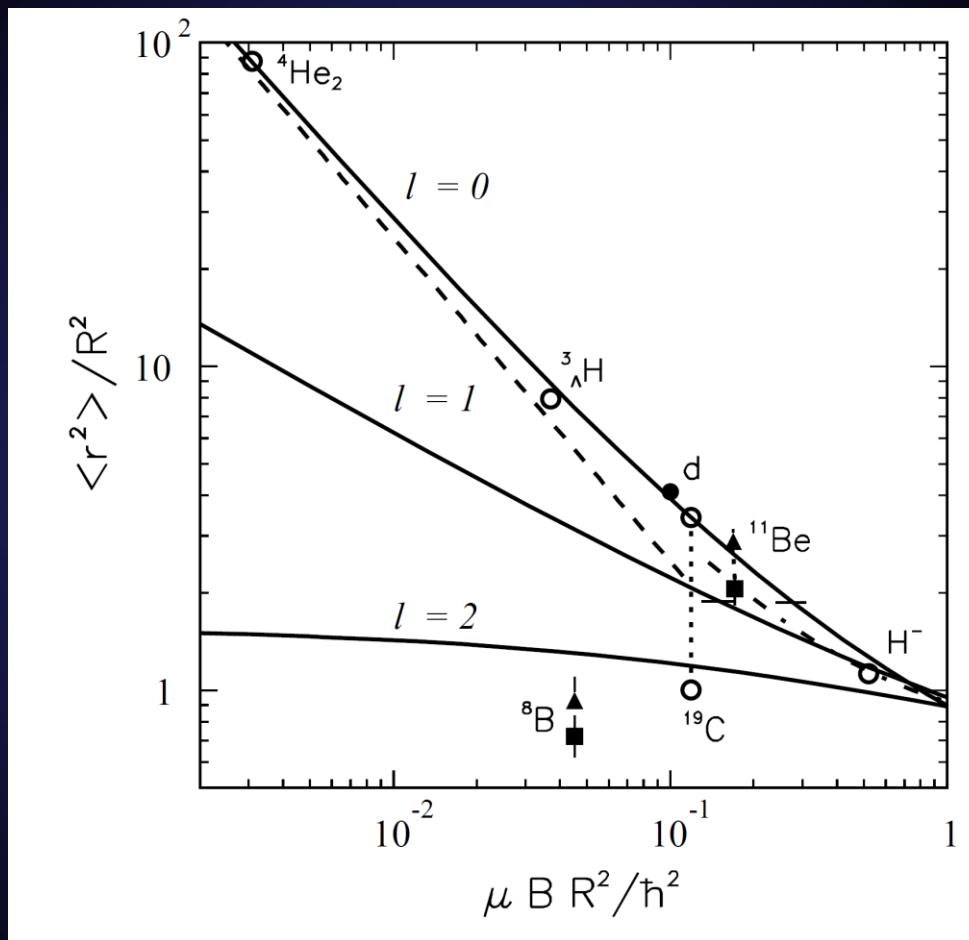 10²
⁴He₂
l = 0
³ΛH
10
l = 1
d
¹¹Be
<r²>/R²
l = 2
H⁻
1
⁸B
¹⁹C
10⁻²
10⁻¹
1
μ B R²/ħ²